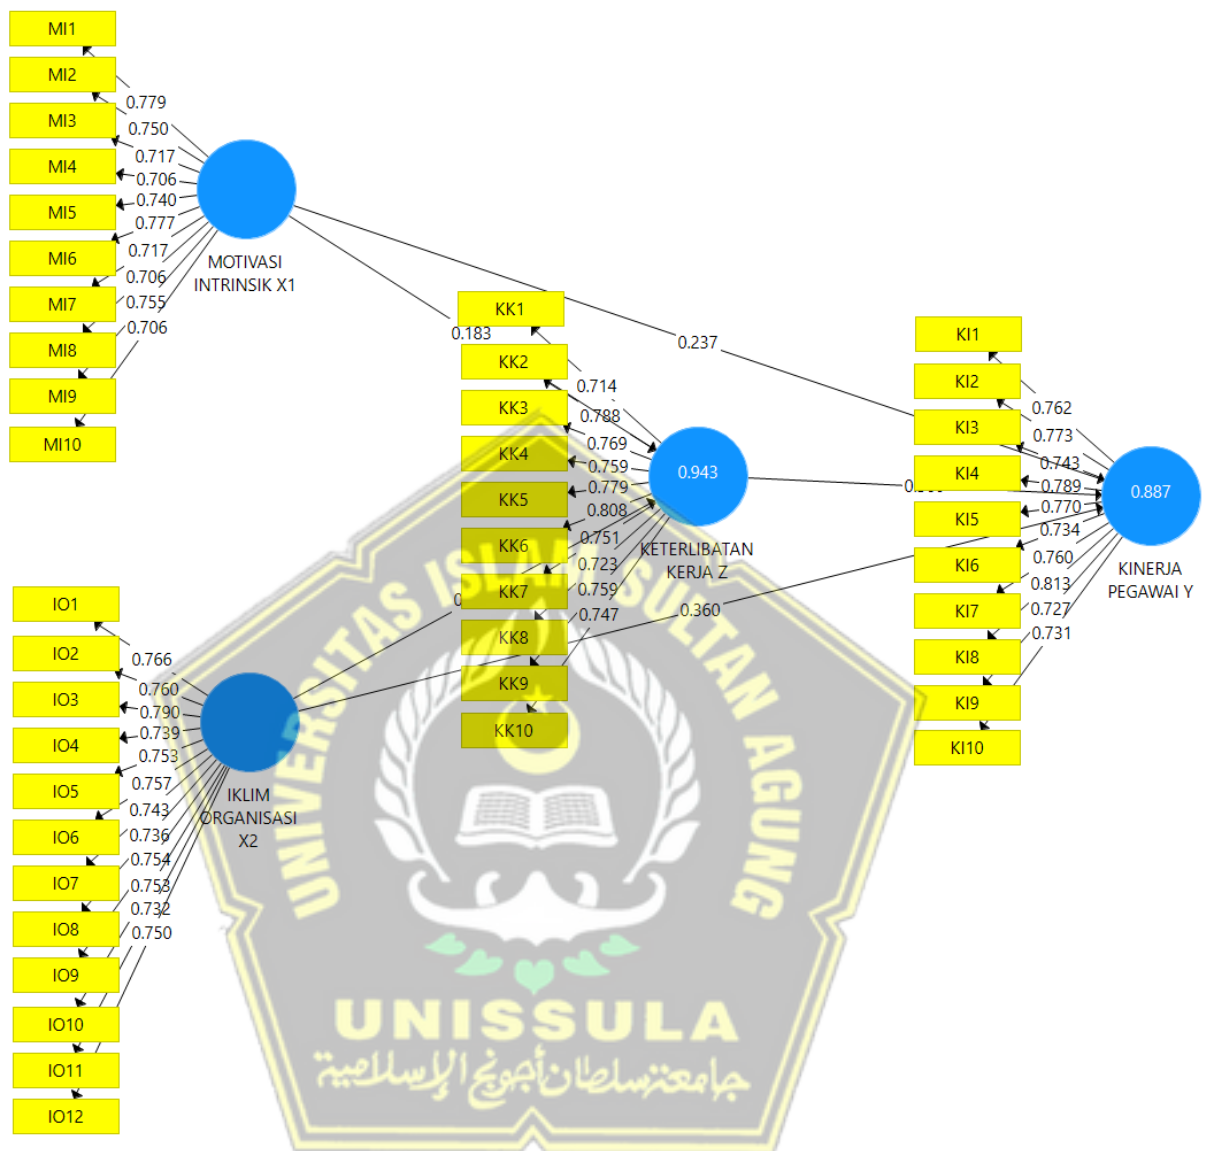 MI1
MI2
MI3
MI4
MI5
MI6
MI7
MI8
MI9
MI10
0.779
0.750
0.717
0.706
0.740
0.777
0.717
0.706
0.755
0.706
MOTIVASI
INTRINSIK X1
0.183
0.237
KK1
KK2
KK3
KK4
KK5
KK6
KK7
KK8
KK9
KK10
0.714
0.788
0.769
0.759
0.779
0.808
0.751
0.723
0.759
0.747
0.943
KETERLIBATAN
KERJA Z
0.360
KI1
KI2
KI3
KI4
KI5
KI6
KI7
KI8
KI9
KI10
0.762
0.773
0.743
0.789
0.770
0.734
0.760
0.813
0.727
0.731
0.887
KINERJA
PEGAWAI Y
IO1
IO2
IO3
IO4
IO5
IO6
IO7
IO8
IO9
IO10
IO11
IO12
0.766
0.760
0.790
0.739
0.753
0.757
0.743
0.736
0.754
0.753
0.732
0.750
IKLIM
ORGANISASI
X2
UNIVERSITAS ISLAM SULTAN AGUNG
UNISSULA
جامعة سلطان أجونج الإسلامية